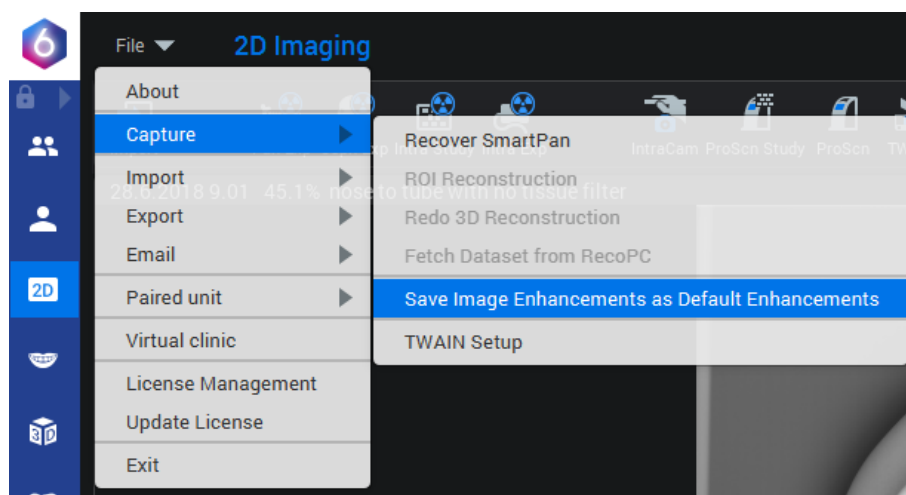 6
File
2D Imaging
About
Capture
Import
Export
Email
Paired unit
Virtual clinic
License Management
Update License
Exit
Recover SmartPan
ROI Reconstruction
Redo 3D Reconstruction
Fetch Dataset from RecoPC
Save Image Enhancements as Default Enhancements
TWAIN Setup
IntraCam ProScn Study ProScn
28.6.2018 9.01 45.1% nose to tube with no tissue filter
2D
3D